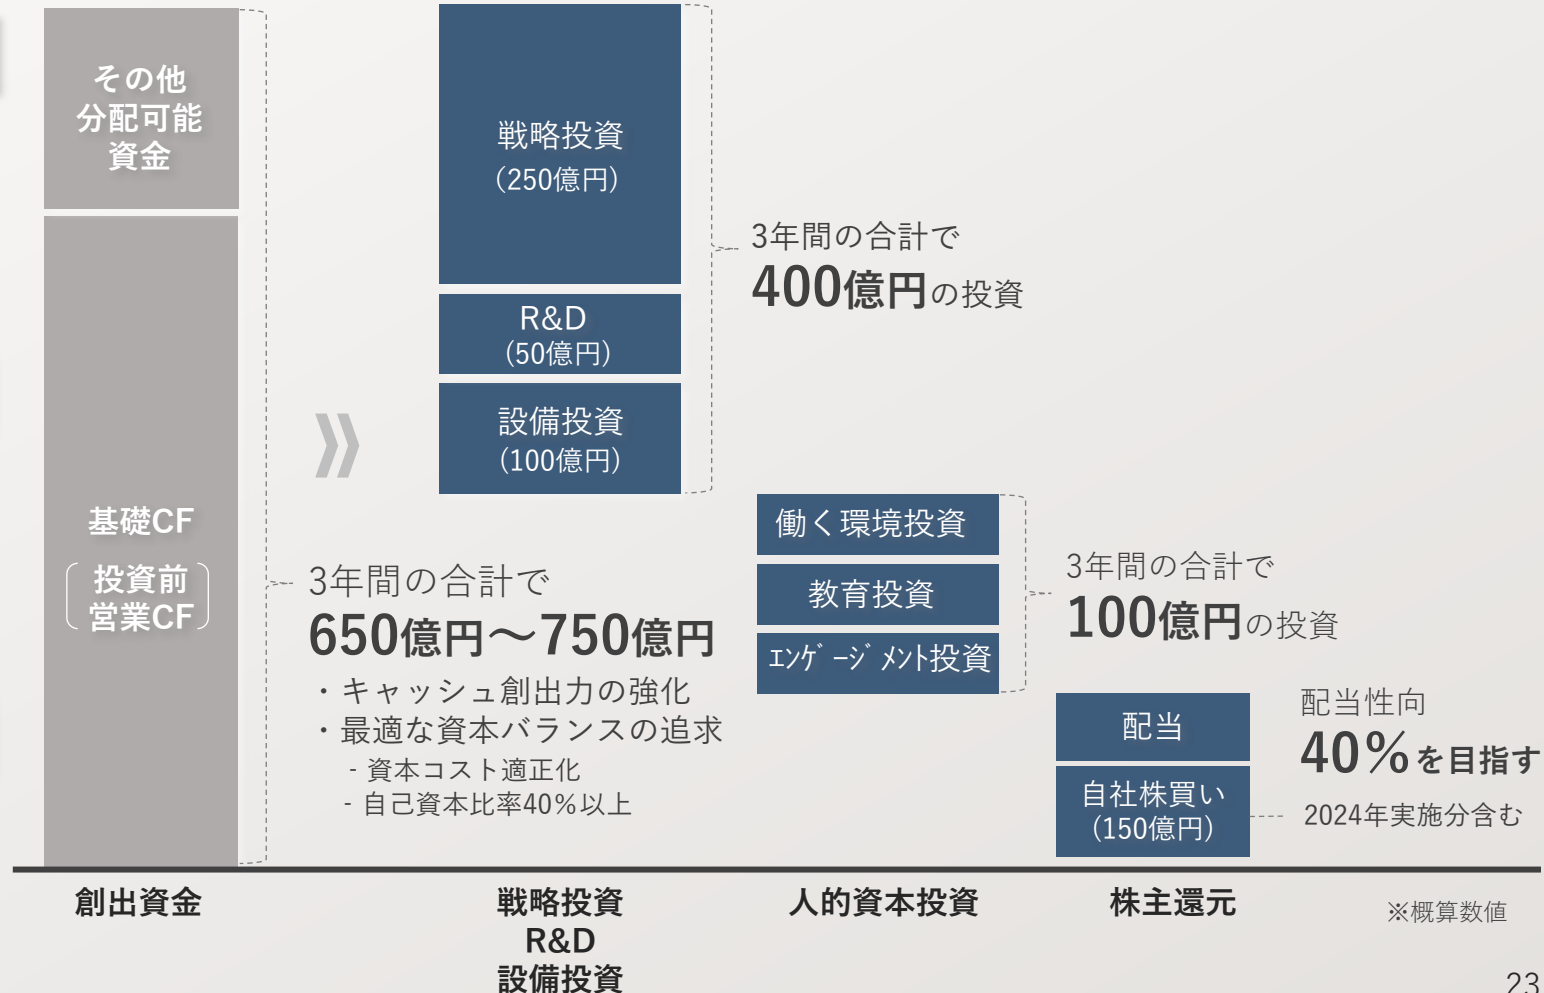 その他
分配可能
資金
基礎CF
投資前
営業CF
3年間の合計で
650億円～750億円
・キャッシュ創出力の強化
・最適な資本バランスの追求
- 資本コスト適正化
- 自己資本比率40%以上
戦略投資
（250億円）
R&D
（50億円）
設備投資
（100億円）
3年間の合計で
400億円の投資
働く環境投資
教育投資
ｴﾝｹﾞｰｼﾞﾒﾝﾄ投資
3年間の合計で
100億円の投資
配当
自社株買い
（150億円）
配当性向
40%を目指す
2024年実施分含む
創出資金
戦略投資
R&D
設備投資
人的資本投資
株主還元
※概算数値
23